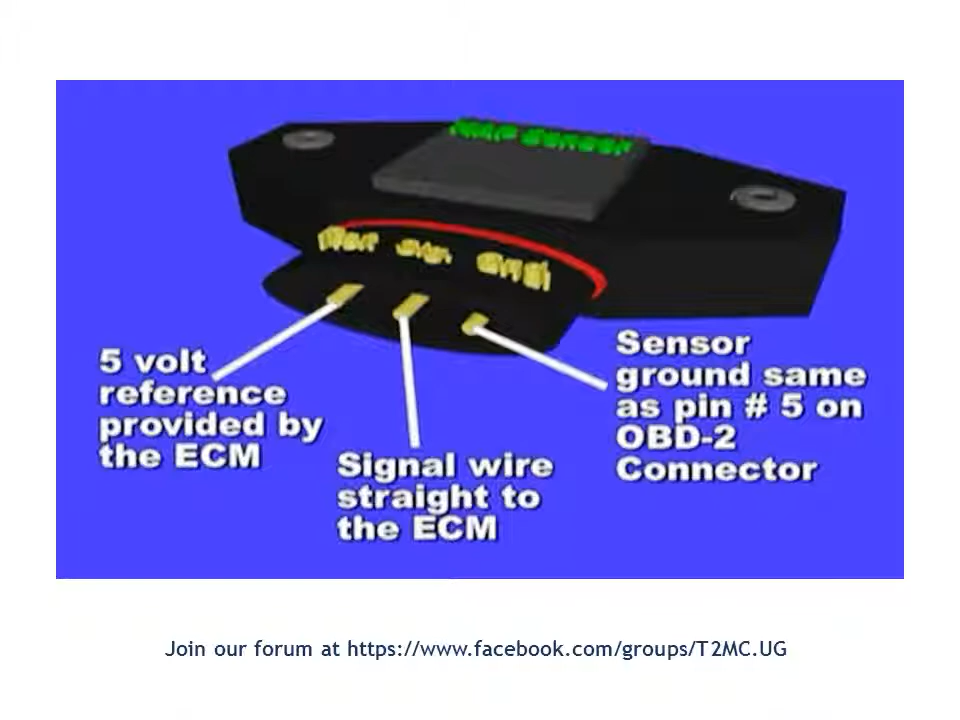 Sensor
5 volt
reference
provided by
the ECM
Signal wire
straight to
the ECM
Sensor
ground same
as pin # 5 on
OBD-2
Connector
Join our forum at https://www.facebook.com/groups/T2MC.UG